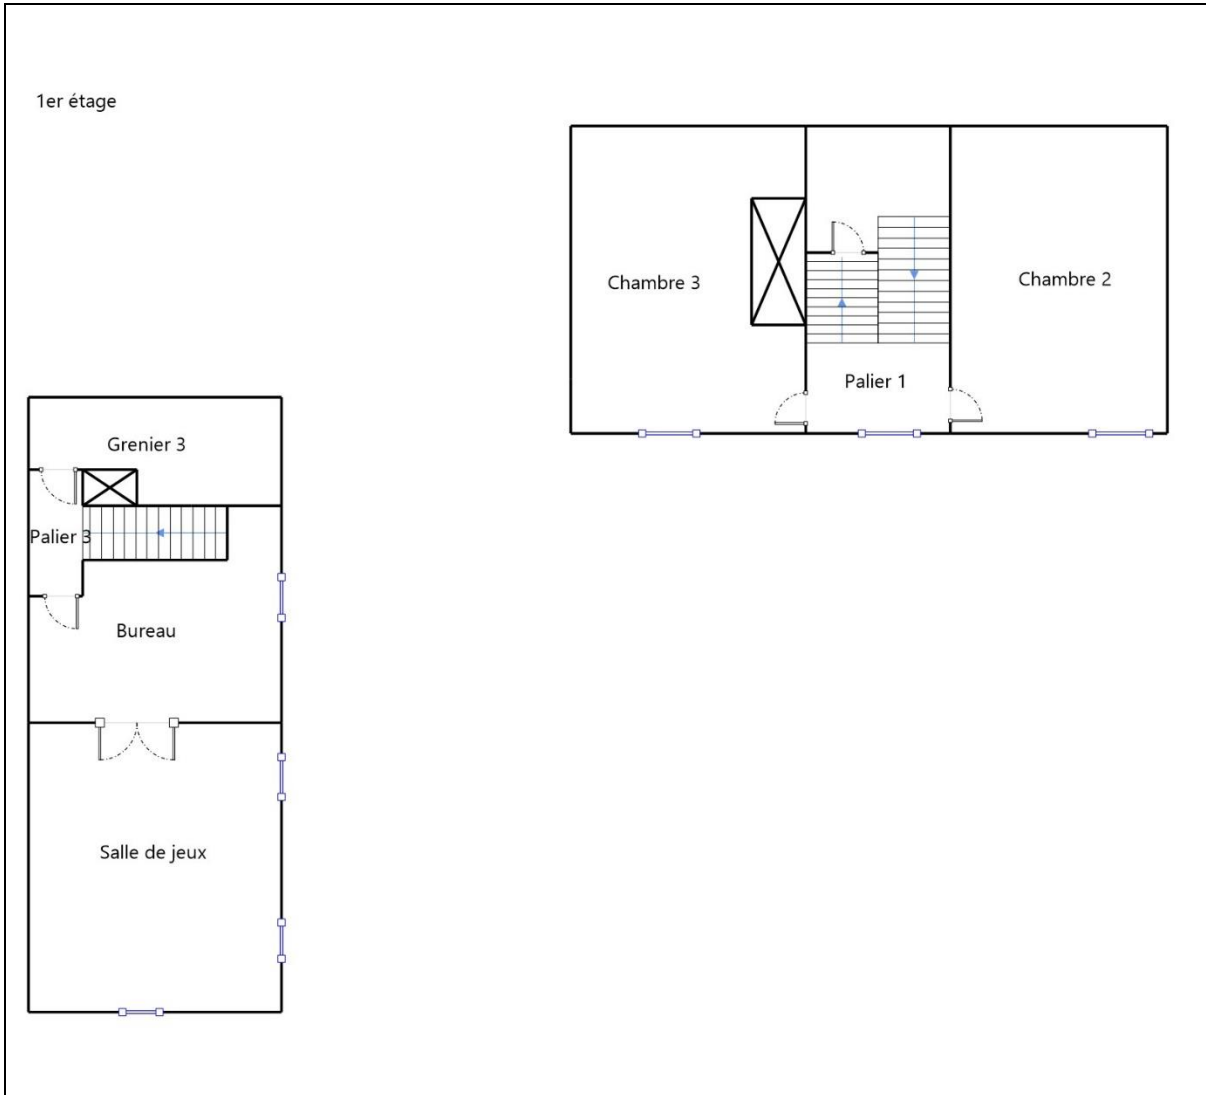 1er étage
Chambre 3
Chambre 2
Palier 1
Grenier 3
Palier 3
Bureau
Salle de jeux